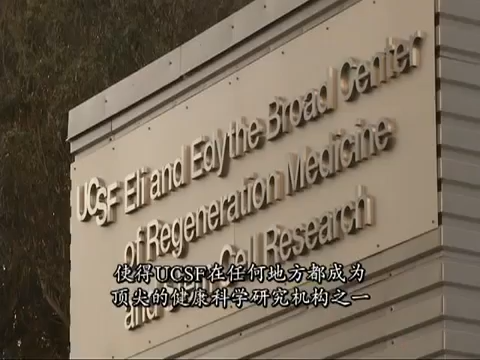 UCSF Eli and Edythe Broad Center
of Regeneration Medicine
and Cell Research
使得UCSF在任何地方都成为
顶尖的健康科学研究机构之一